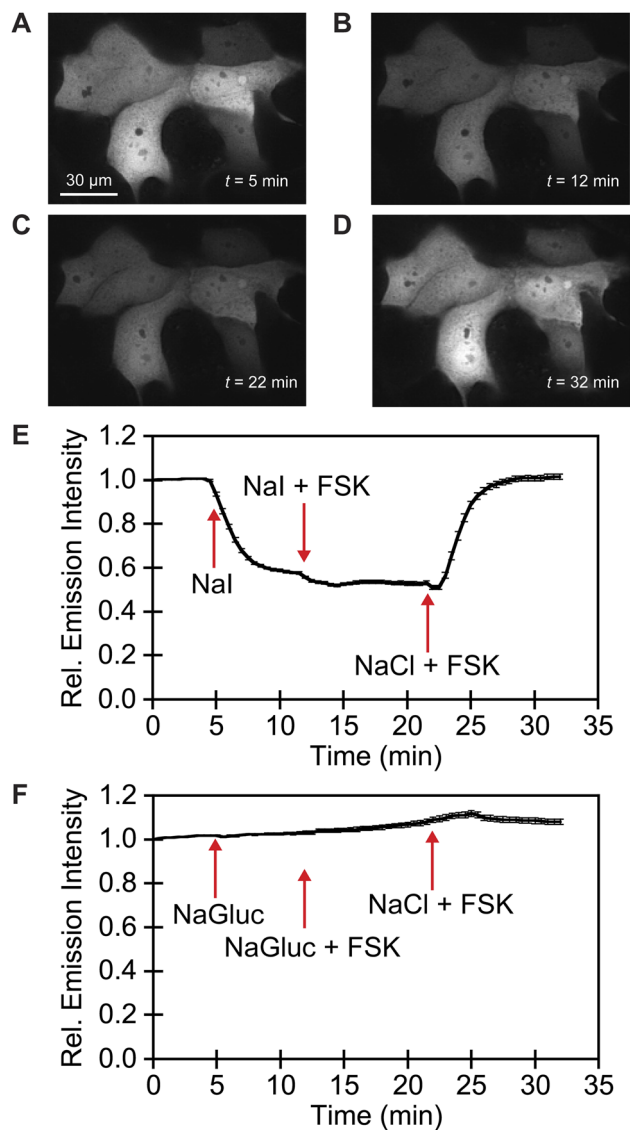 A
B
30 μm
t = 5 min
t = 12 min
C
D
t = 22 min
t = 32 min
E
Rel. Emission Intensity
1.2
1.0
0.8
0.6
0.4
0.2
0.0
NaI + FSK
NaI
NaCl + FSK
0
5
10
15
20
25
30
35
Time (min)
F
Rel. Emission Intensity
1.2
1.0
0.8
0.6
0.4
0.2
0.0
NaGluc
NaGluc + FSK
NaCl + FSK
0
5
10
15
20
25
30
35
Time (min)